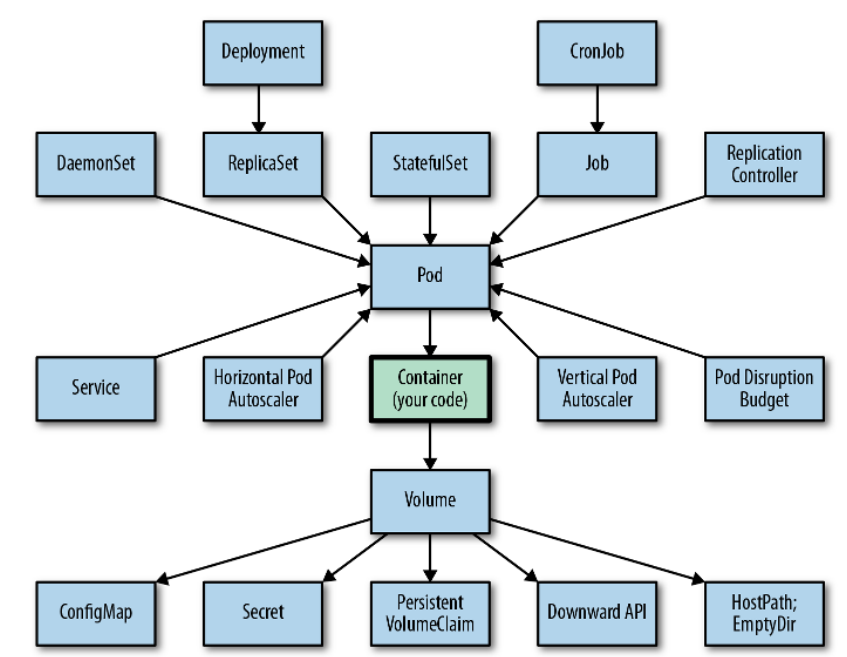 Deployment
CronJob
DaemonSet
ReplicaSet
StatefulSet
Job
Replication
Controller
Pod
Service
Horizontal Pod
Autoscaler
Container
(your code)
Vertical Pod
Autoscaler
Pod Disruption
Budget
Volume
ConfigMap
Secret
Persistent
VolumeClaim
Downward API
HostPath;
EmptyDir